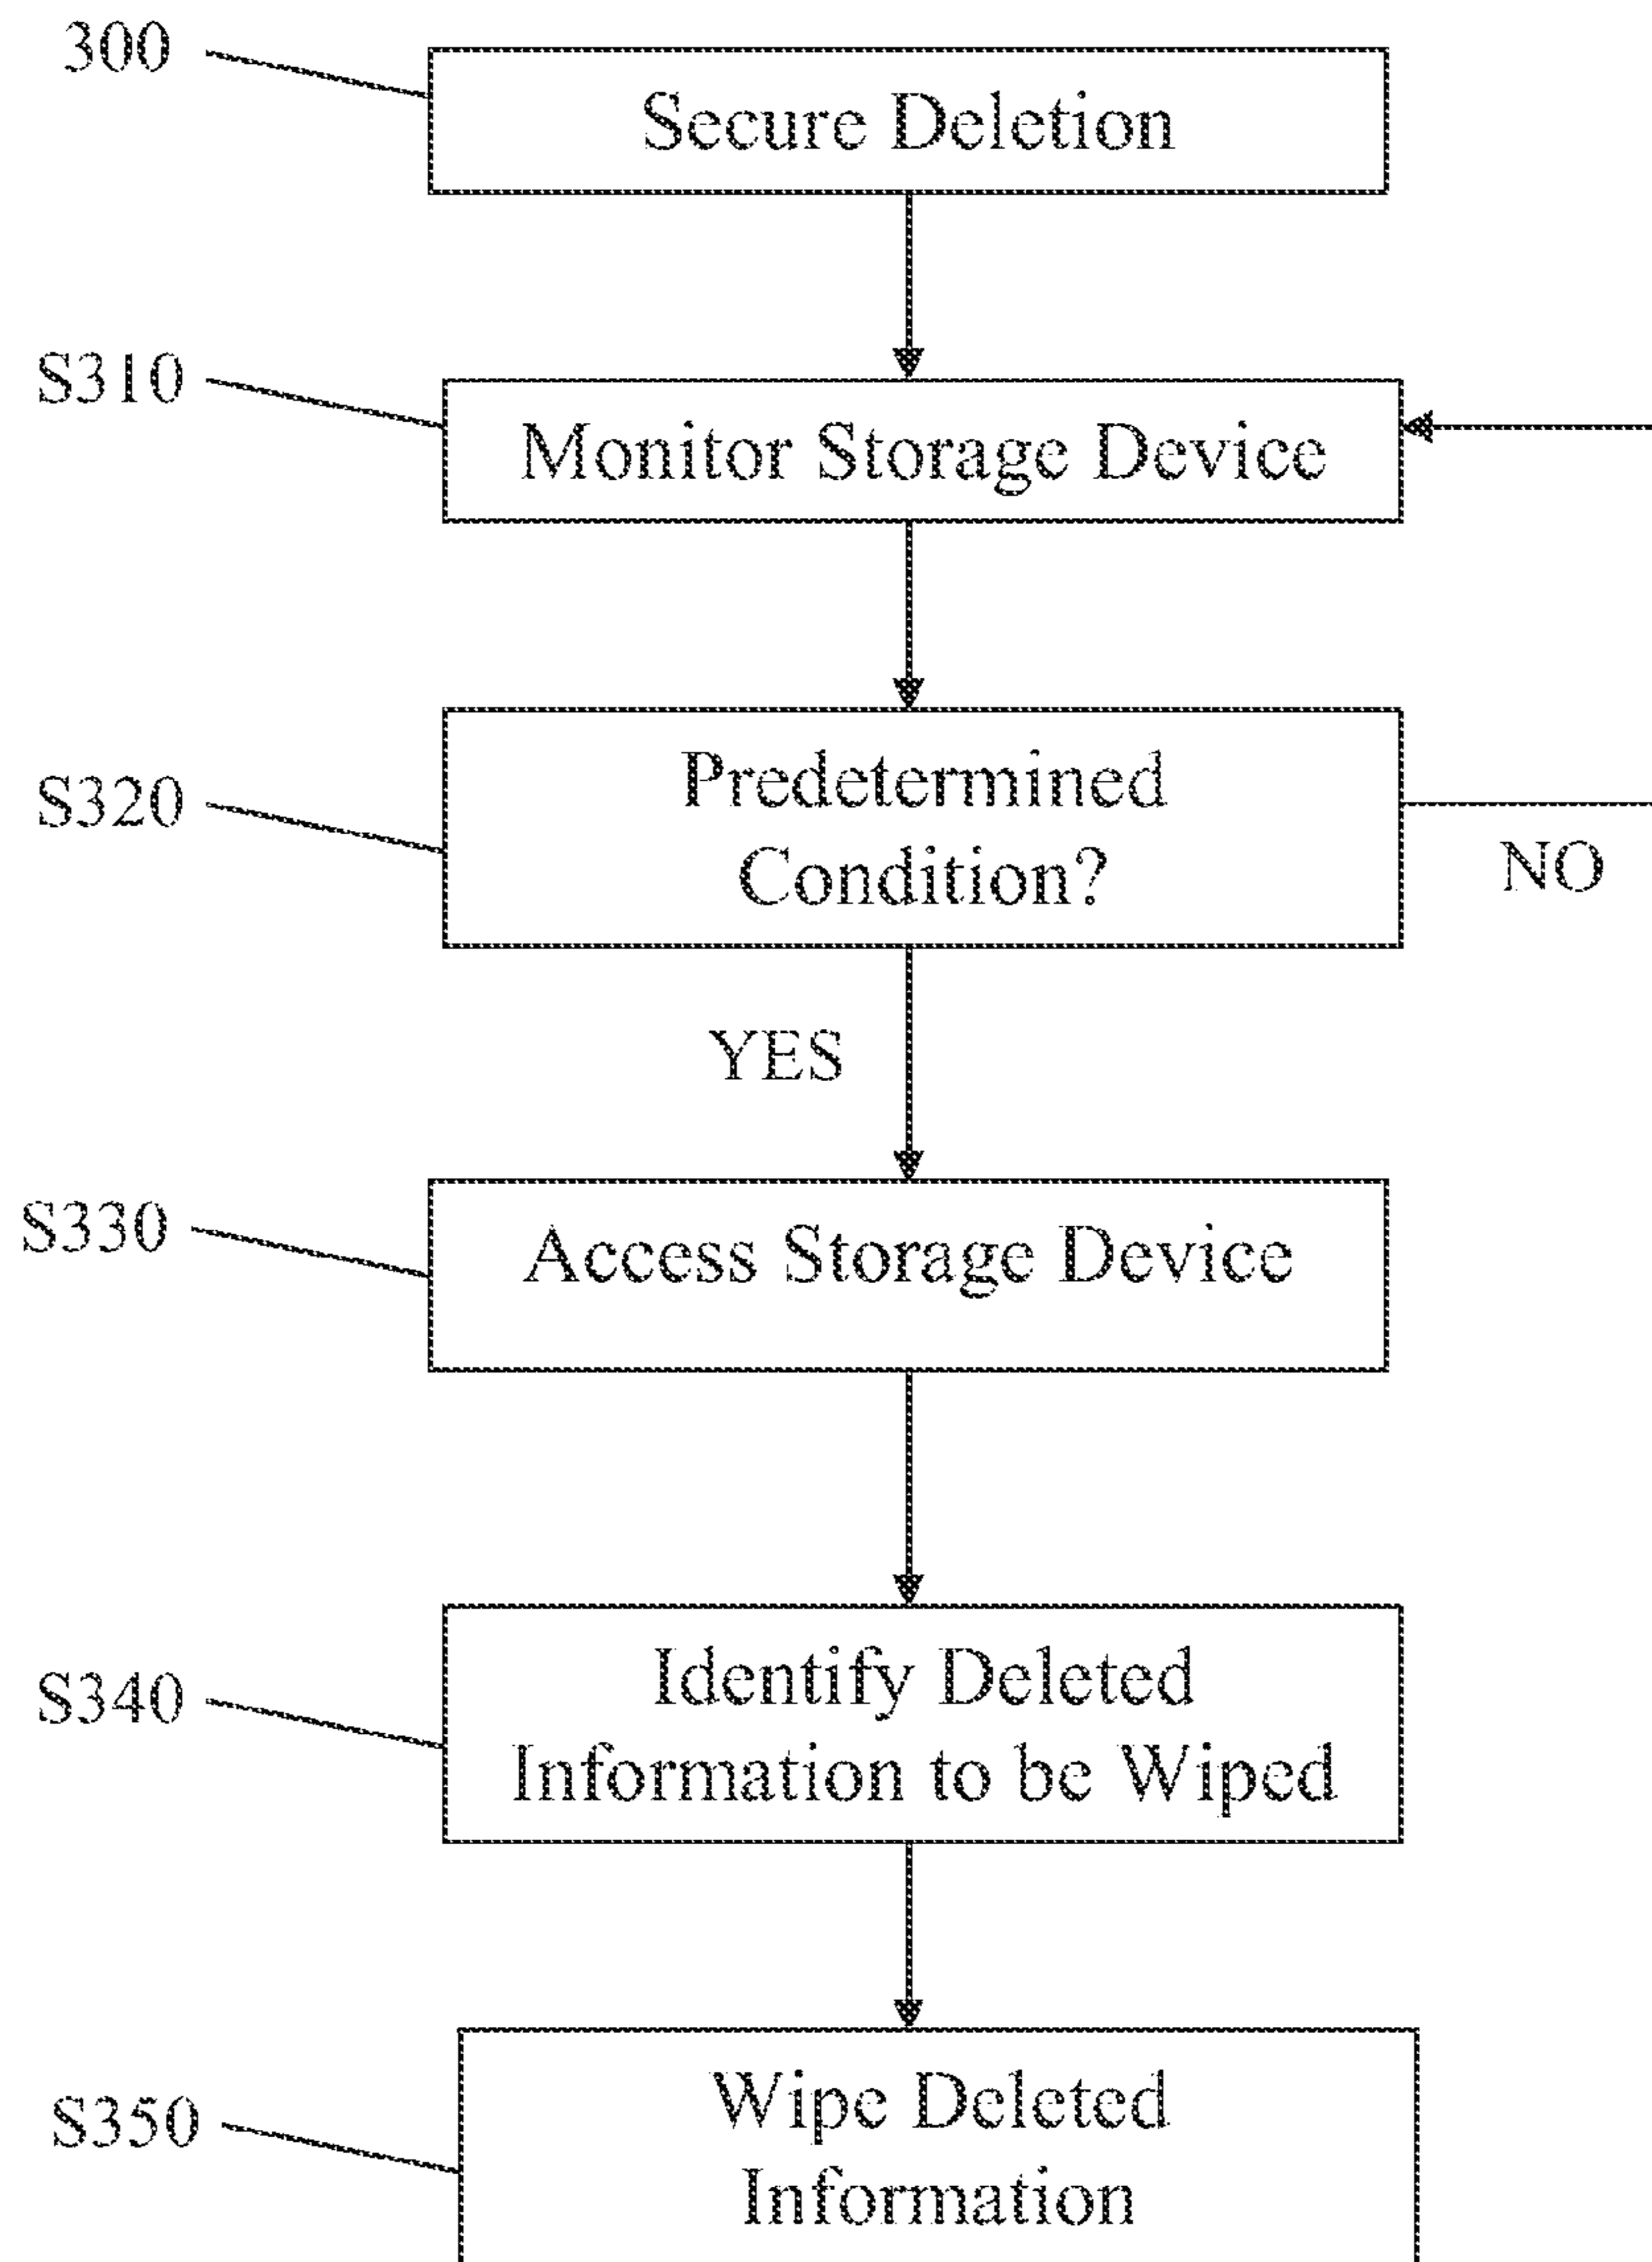 300
Secure Deletion
S310
Monitor Storage Device
S320
Predetermined
Condition?
NO
YES
S330
Access Storage Device
S340
Identify Deleted
Information to be Wiped
S350
Wipe Deleted
Information